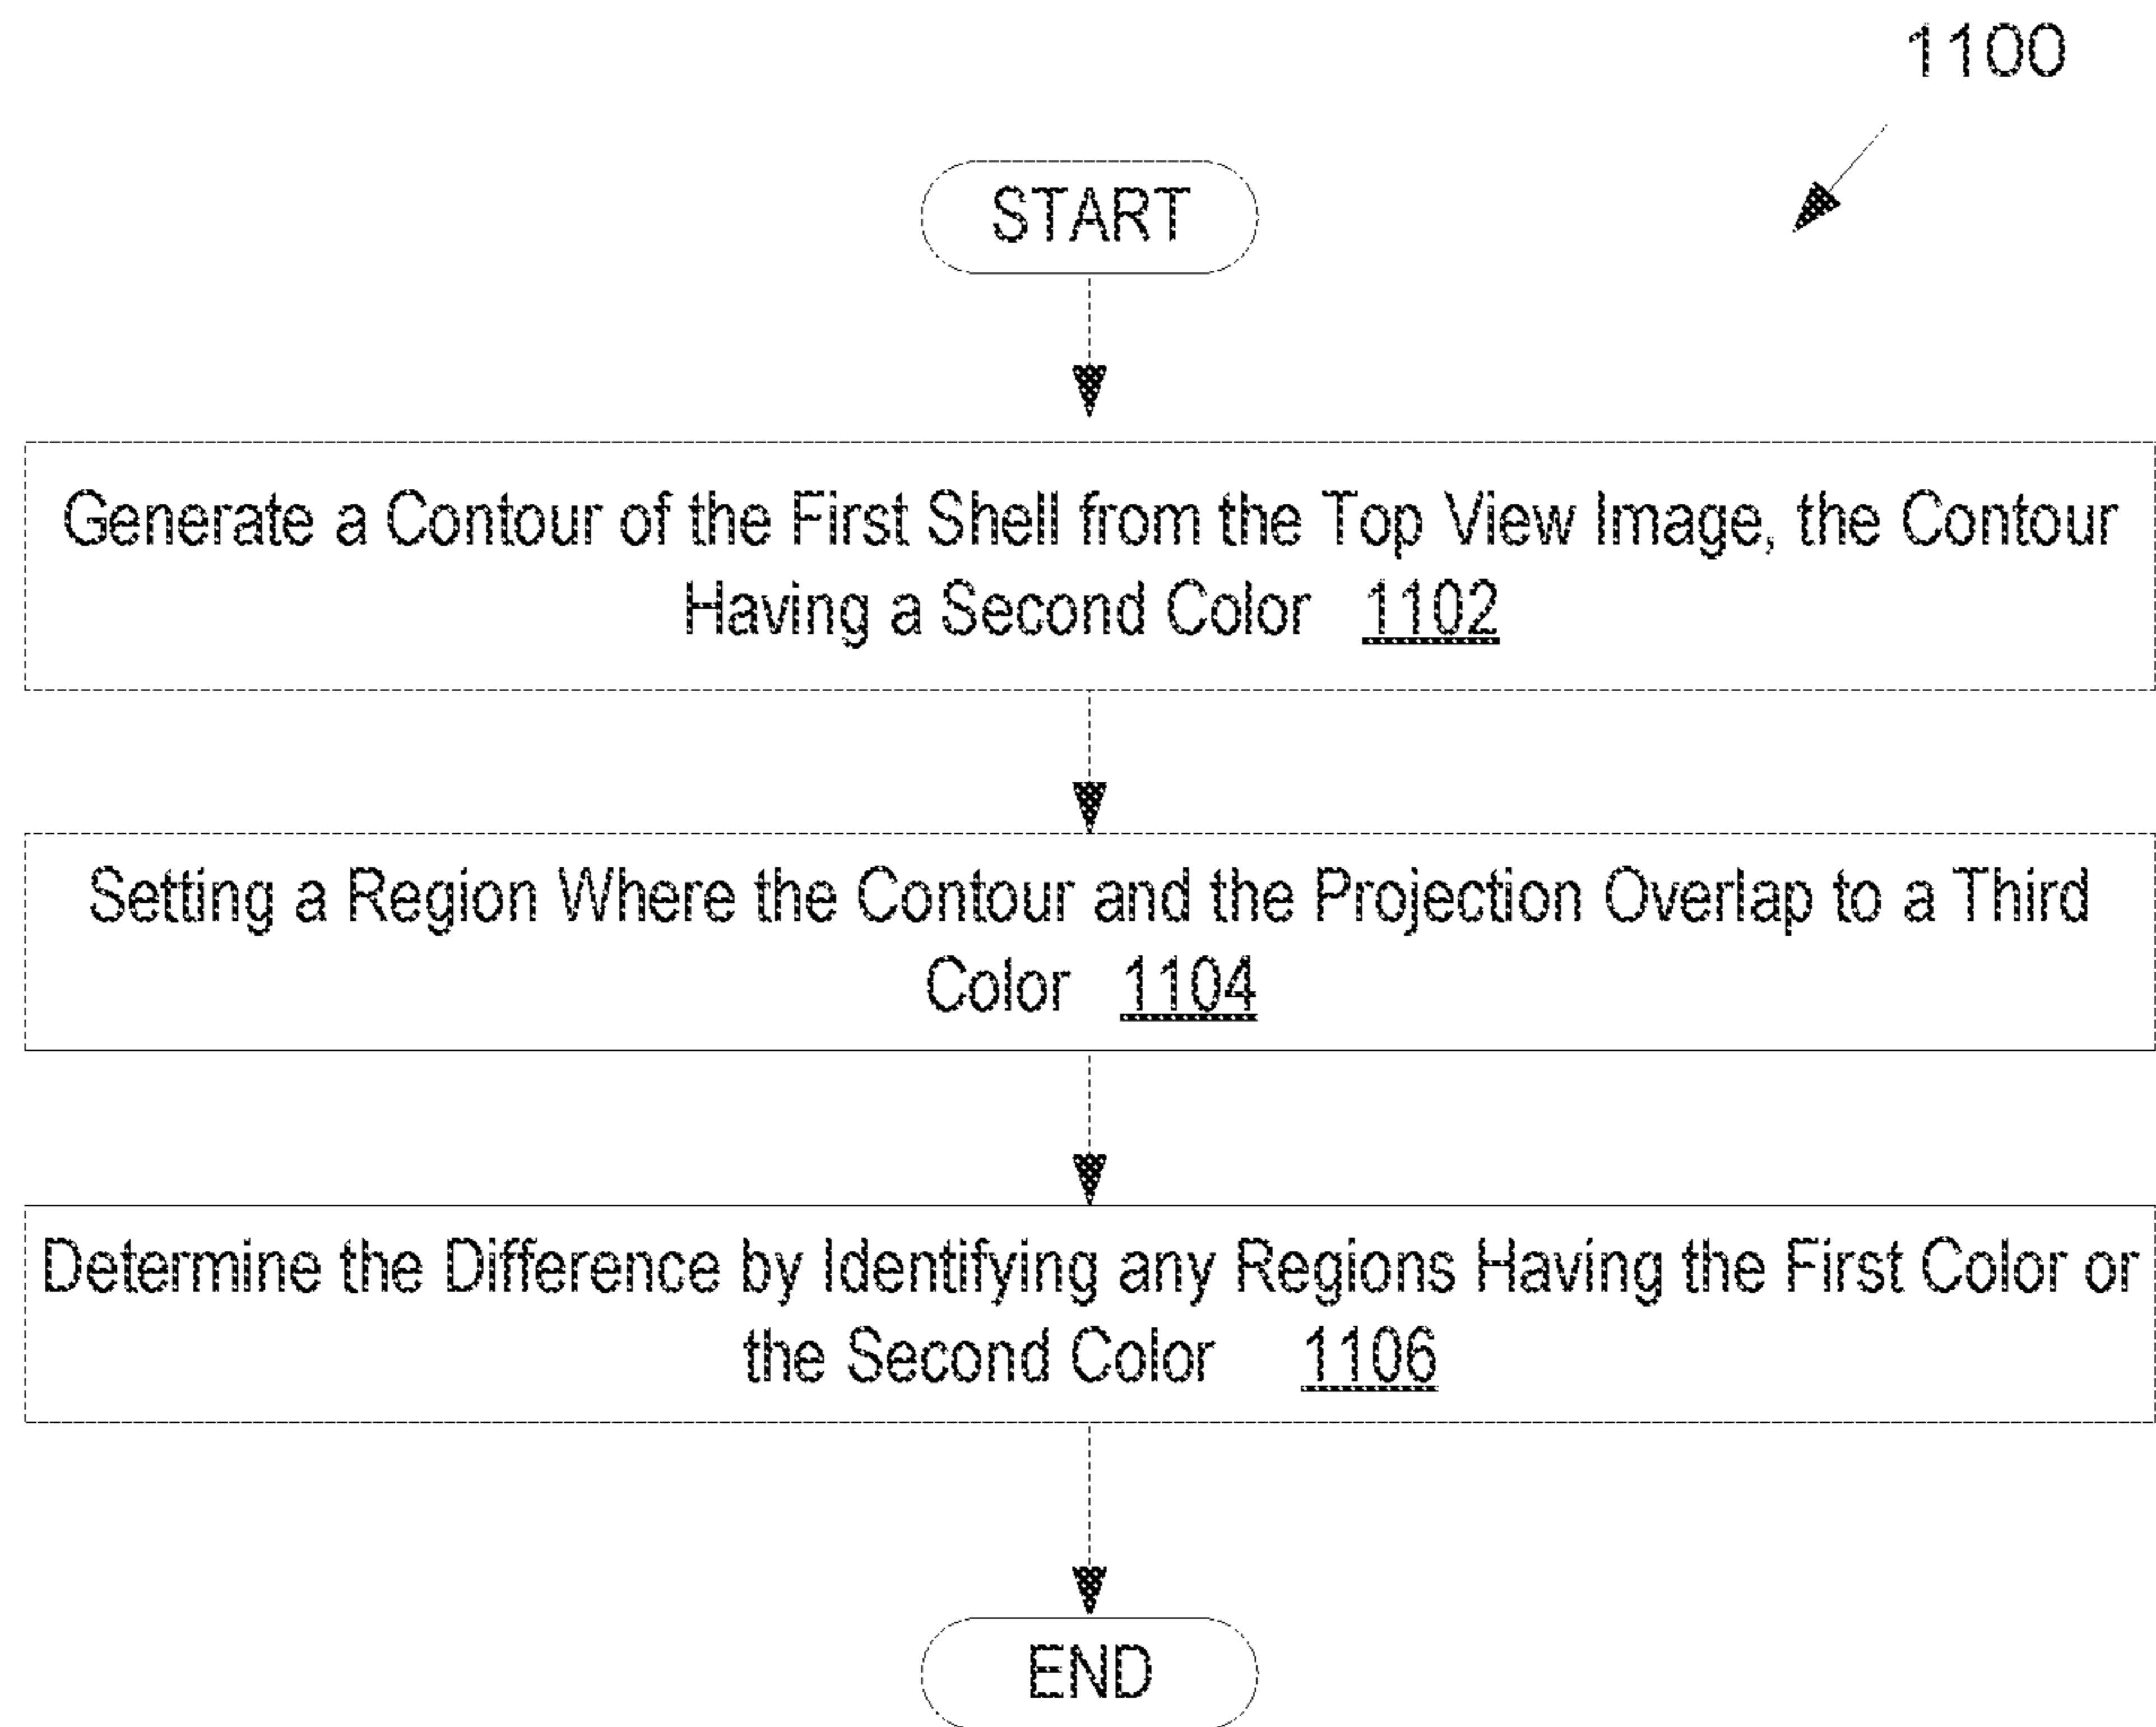 1100
START
Generate a Contour of the First Shell from the Top View Image, the Contour
Having a Second Color 1102
Setting a Region Where the Contour and the Projection Overlap to a Third
Color 1104
Determine the Difference by Identifying any Regions Having the First Color or
the Second Color 1106
END